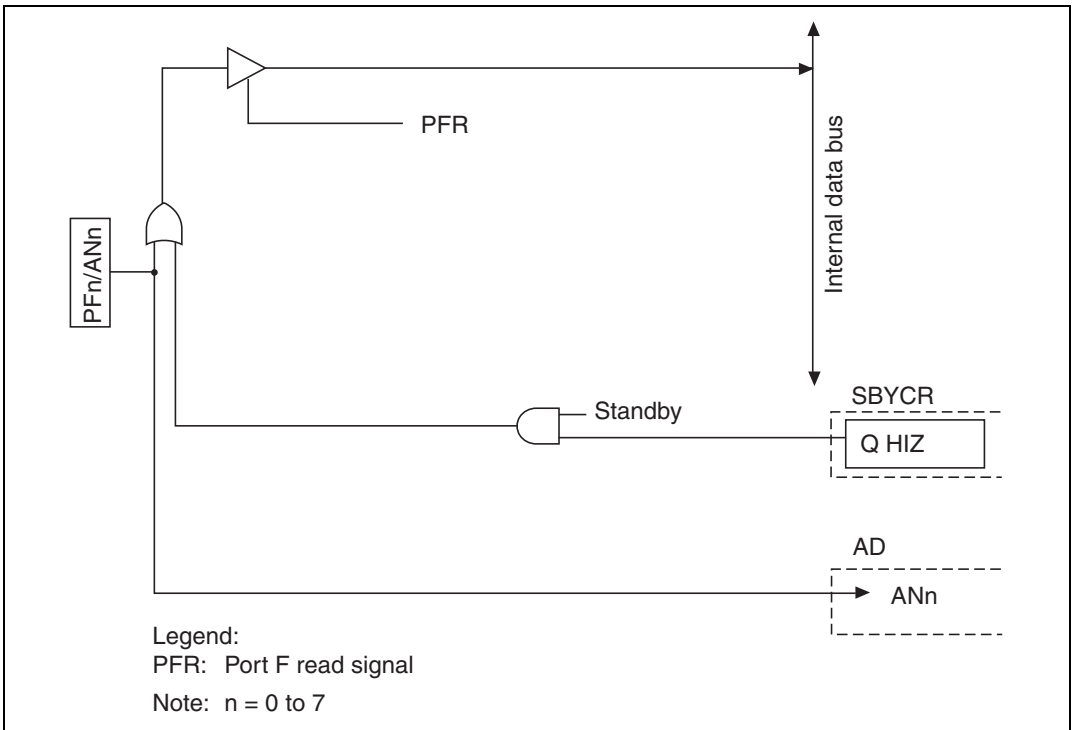 PFR
PFn/ANn
Internal data bus
Standby
SBYCR
Q HIZ
AD
ANn
Legend:
PFR: Port F read signal
Note: n = 0 to 7